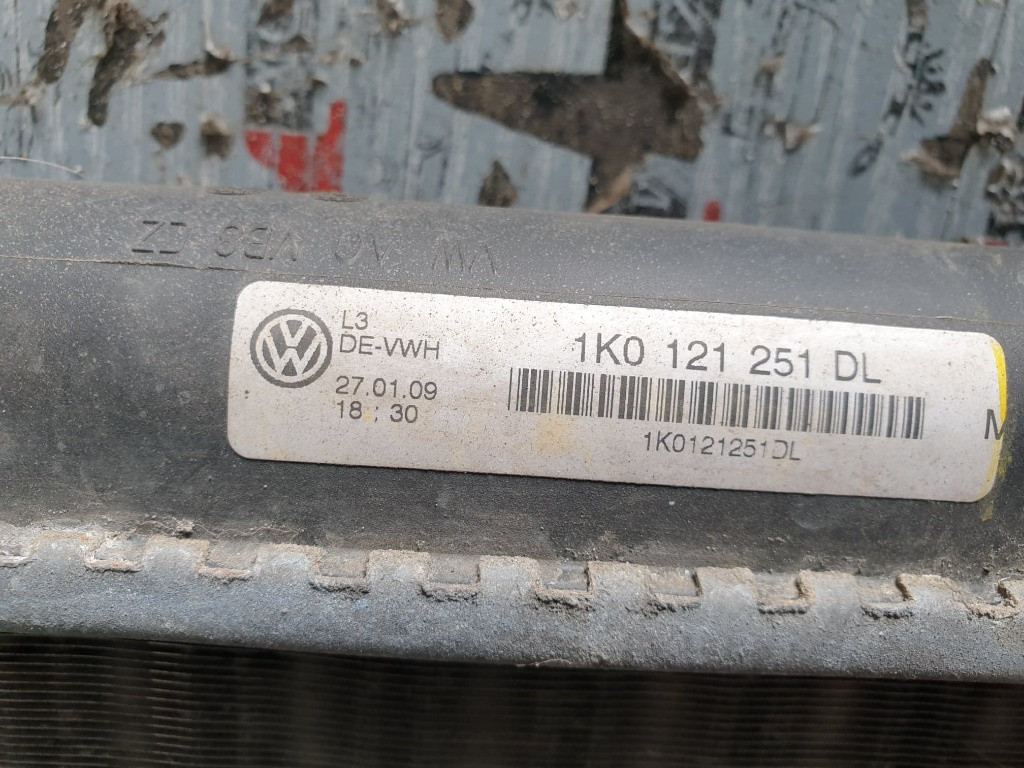 L3
DE-VWH
27.01.09
18 : 30
1K0 121 251 DL
1K0121251DL
M